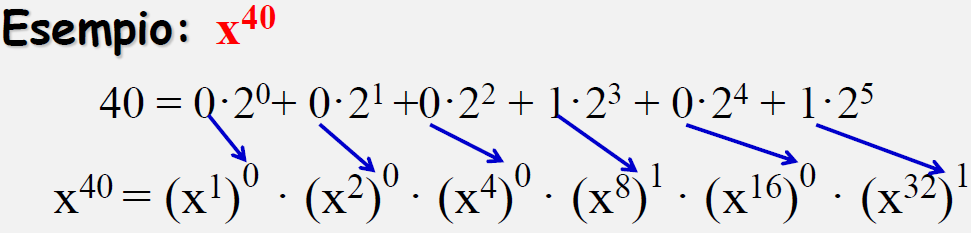 Esempio: x⁴⁰
40 = 0·2⁰+ 0·2¹ +0·2² + 1·2³ + 0·2⁴ + 1·2⁵
x⁴⁰ = (x¹)⁰ · (x²)⁰ · (x⁴)⁰ · (x⁸)¹ · (x¹⁶)⁰ · (x³²)¹